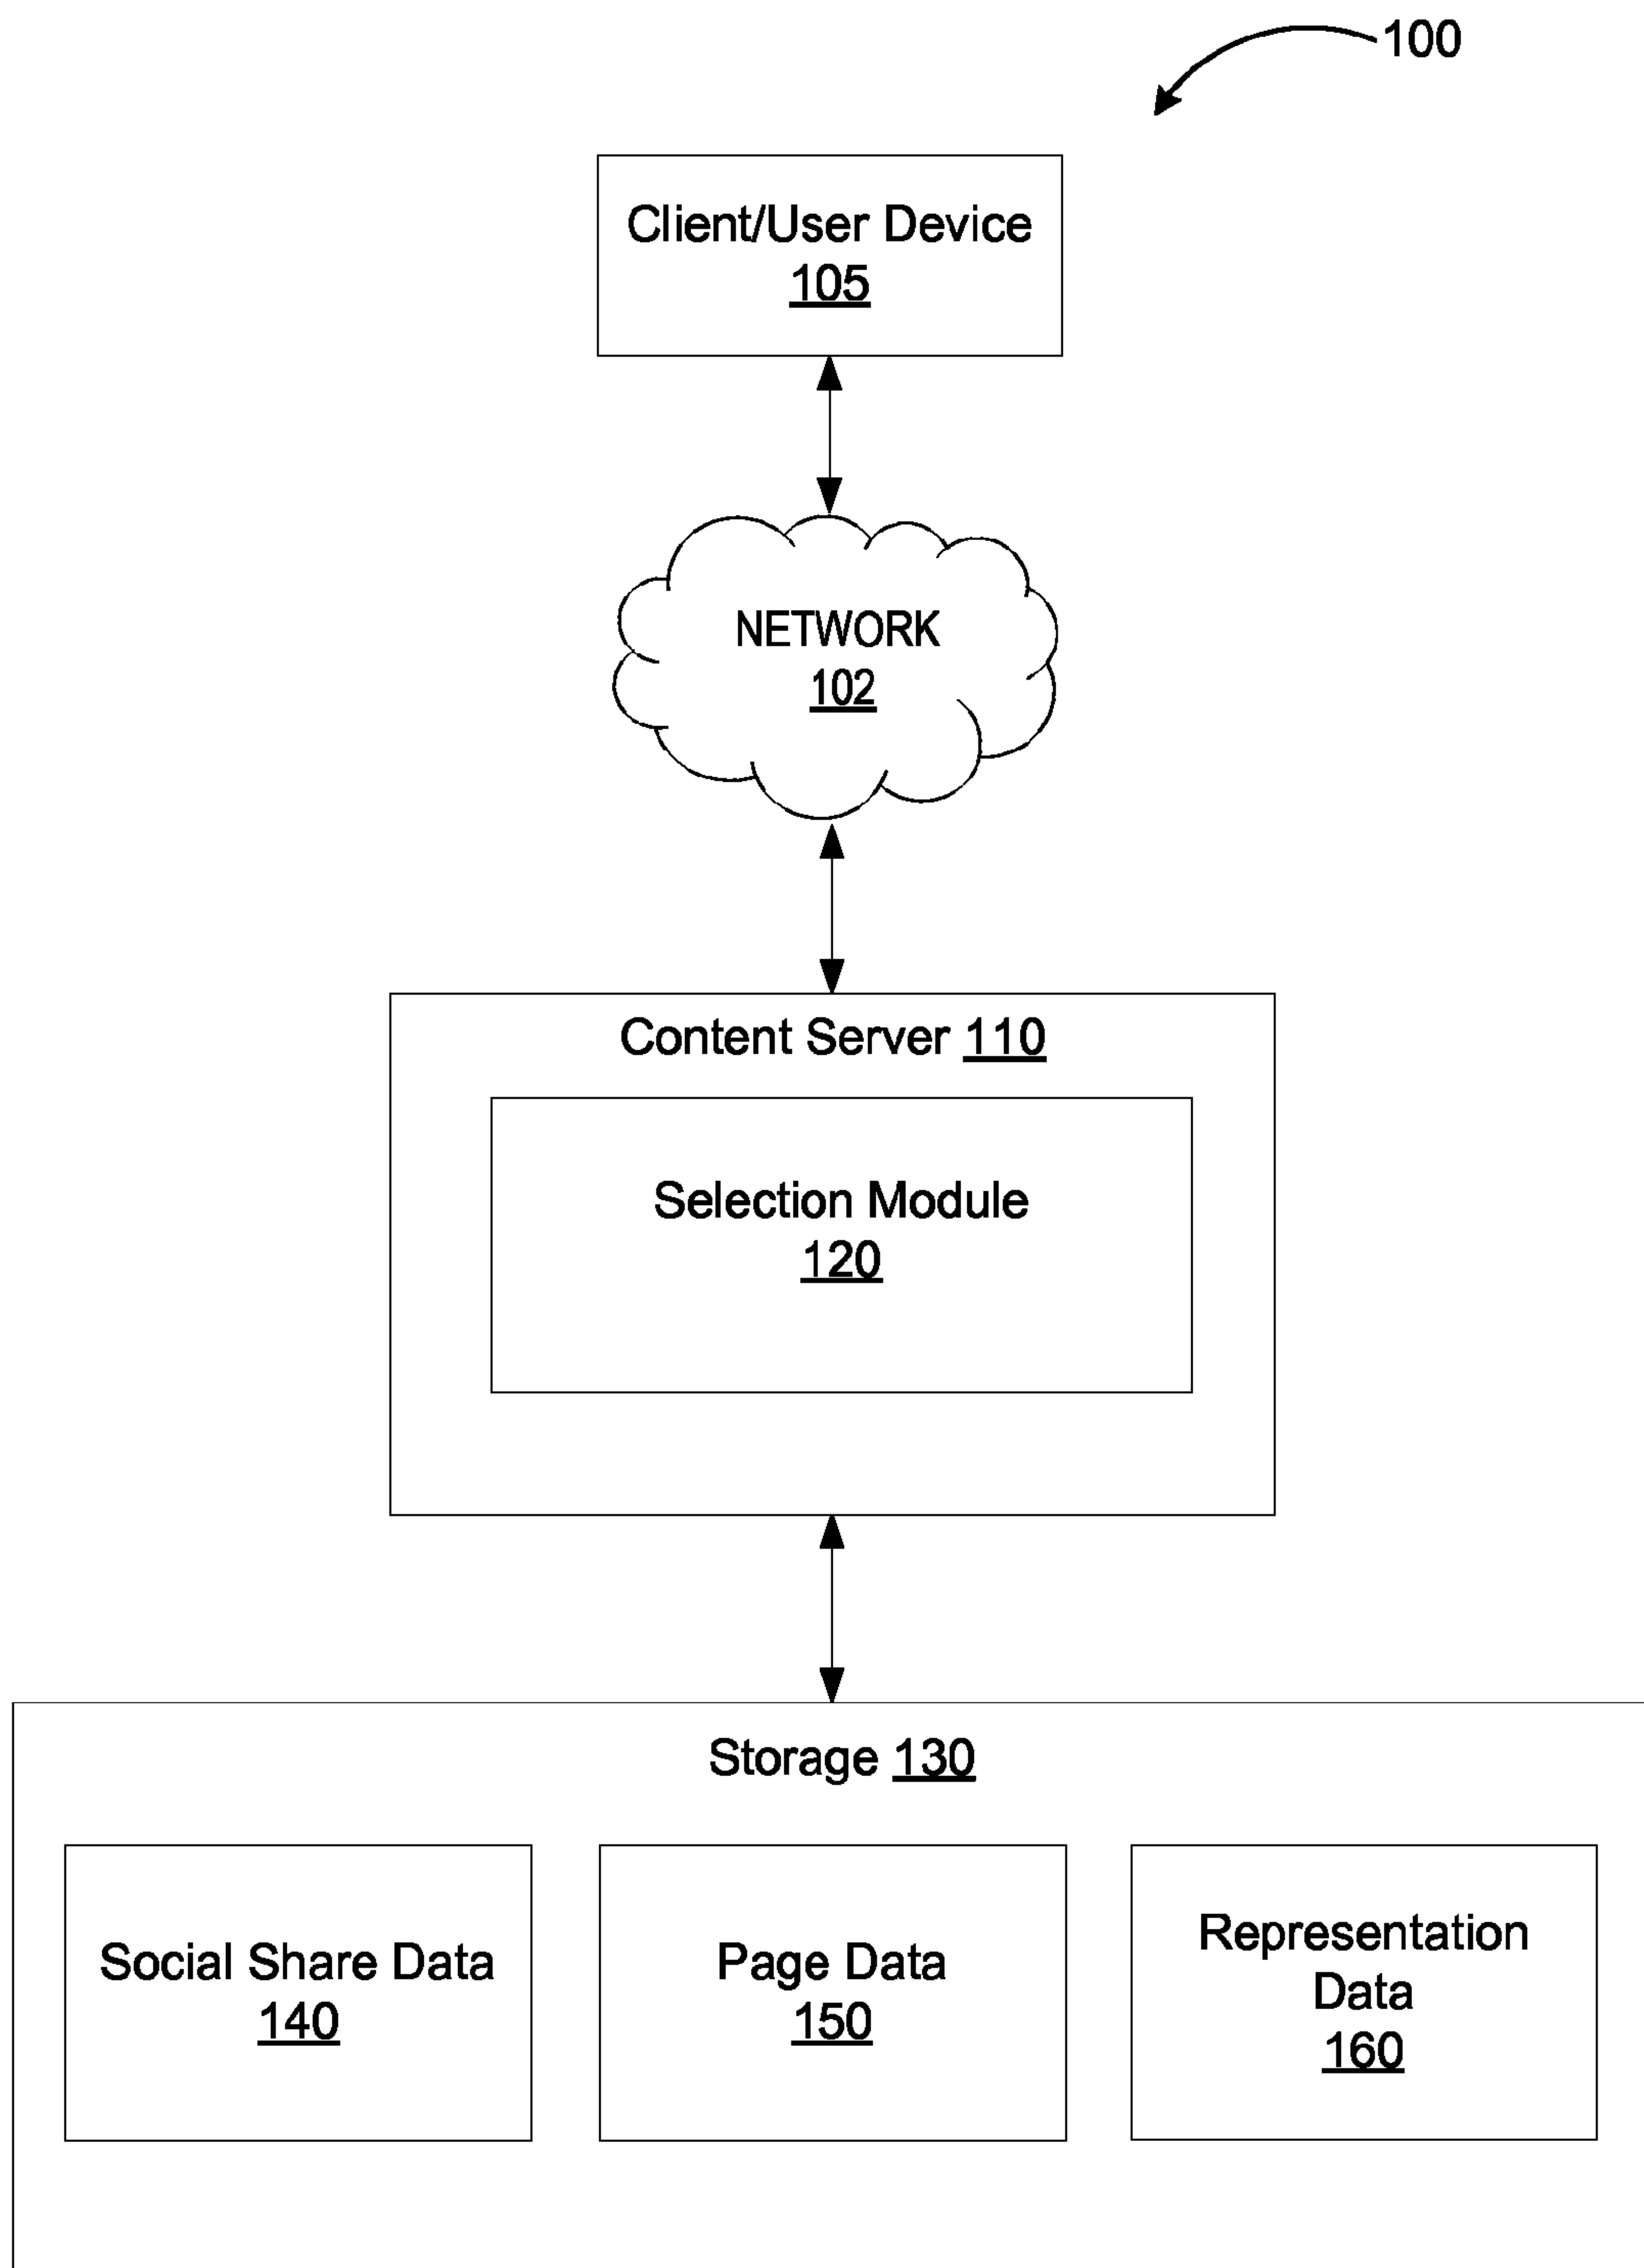 100
Client/User Device
105
NETWORK
102
Content Server 110
Selection Module
120
Storage 130
Social Share Data
140
Page Data
150
Representation
Data
160